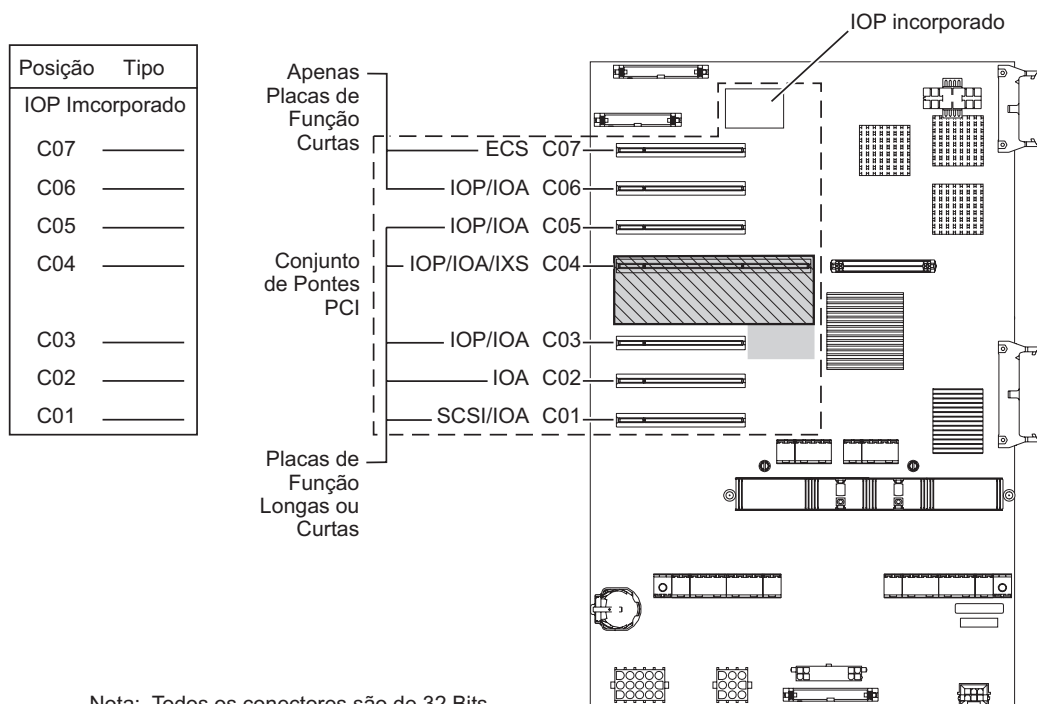 IOP incorporado
Posição Tipo
IOP Imcorporado
C07
C06
C05
C04
C03
C02
C01
Apenas
Placas de
Função
Curtas
ECS C07
IOP/IOA C06
IOP/IOA C05
Conjunto
de Pontes
PCI
IOP/IOA/IXS C04
IOP/IOA C03
IOA C02
SCSI/IOA C01
Placas de
Função
Longas ou
Curtas
Nota: Todos os conectores são de 32 Bits